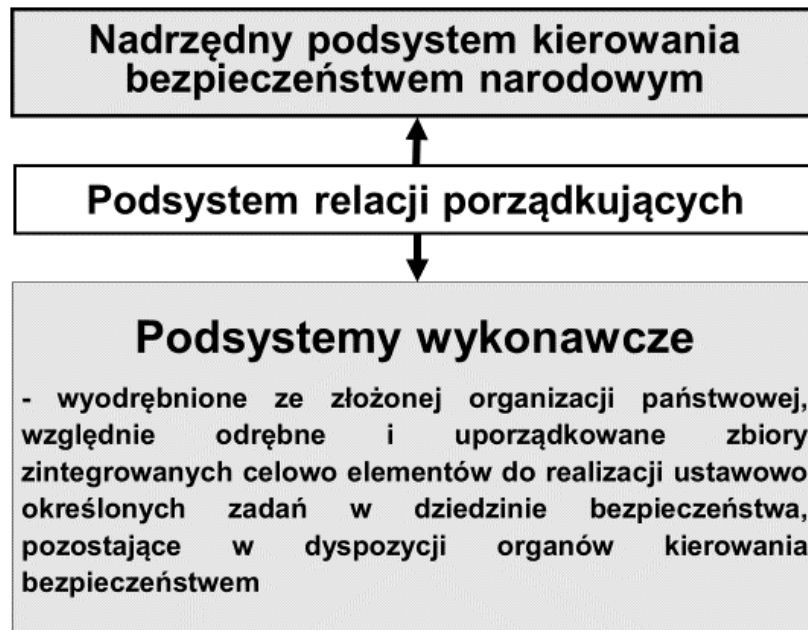 Nadrzędny podsystem kierowania
bezpieczeństwem narodowym
Podsystem relacji porządkujących
Podsystemy wykonawcze
- wyodrębnione ze złożonej organizacji państwowej,
względnie odrębne i uporządkowane zbiory
zintegrowanych celowo elementów do realizacji ustawowo
określonych zadań w dziedzinie bezpieczeństwa,
pozostające w dyspozycji organów kierowania
bezpieczeństwem